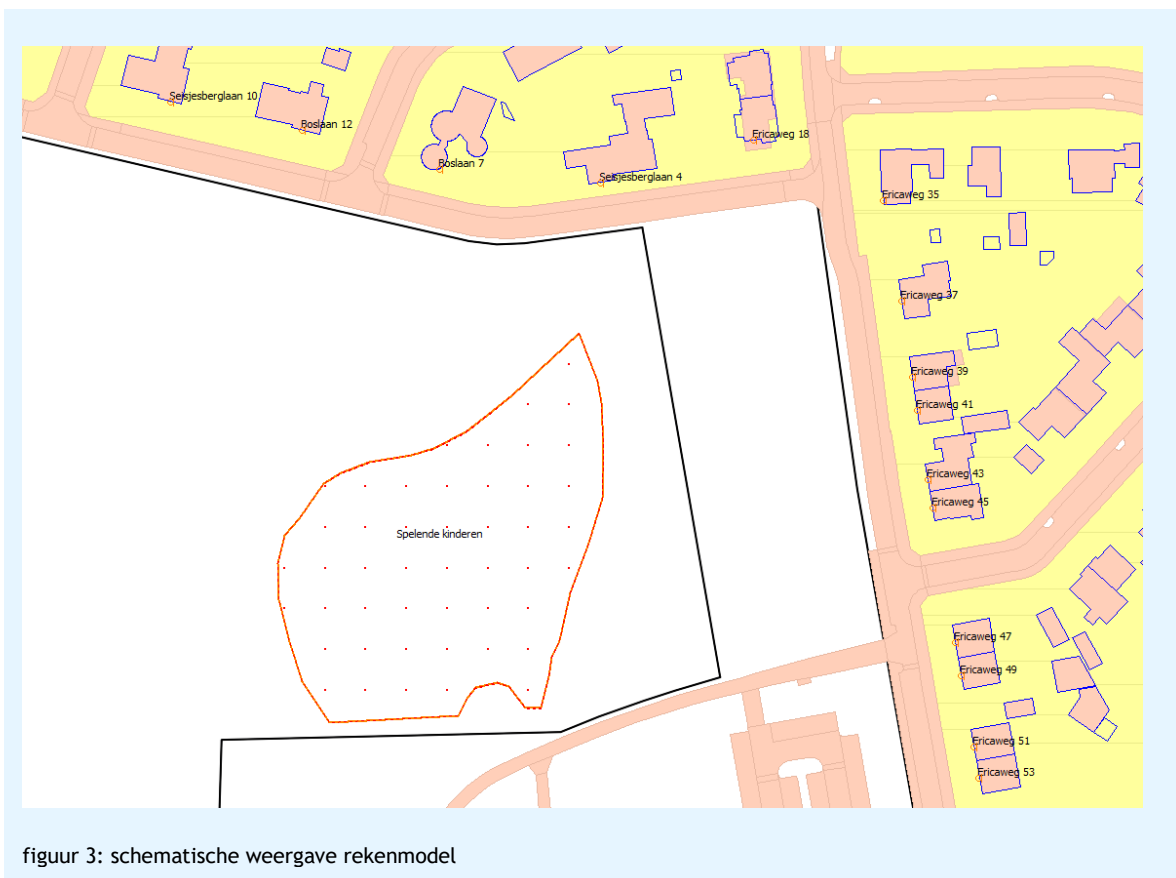 Seisjesberglaan 10
Boslaan 12
Boslaan 7
Seisjesberglaan 4
Ericaweg 18
Ericaweg 35
Ericaweg 37
Ericaweg 39
Ericaweg 41
Ericaweg 43
Ericaweg 45
Spelende kinderen
Ericaweg 47
Ericaweg 49
Ericaweg 51
Ericaweg 53
figuur 3: schematische weergave rekenmodel